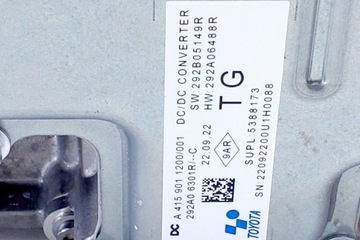 DC/DC CONVERTER
SW:292B05149R
HW:292A06488R
DC A 415 901 1200/001
292A0 6301R/--C
22.09.22
9AR
TG
SUPL:5388173
SN:22092200U1H0088
TOYOTA